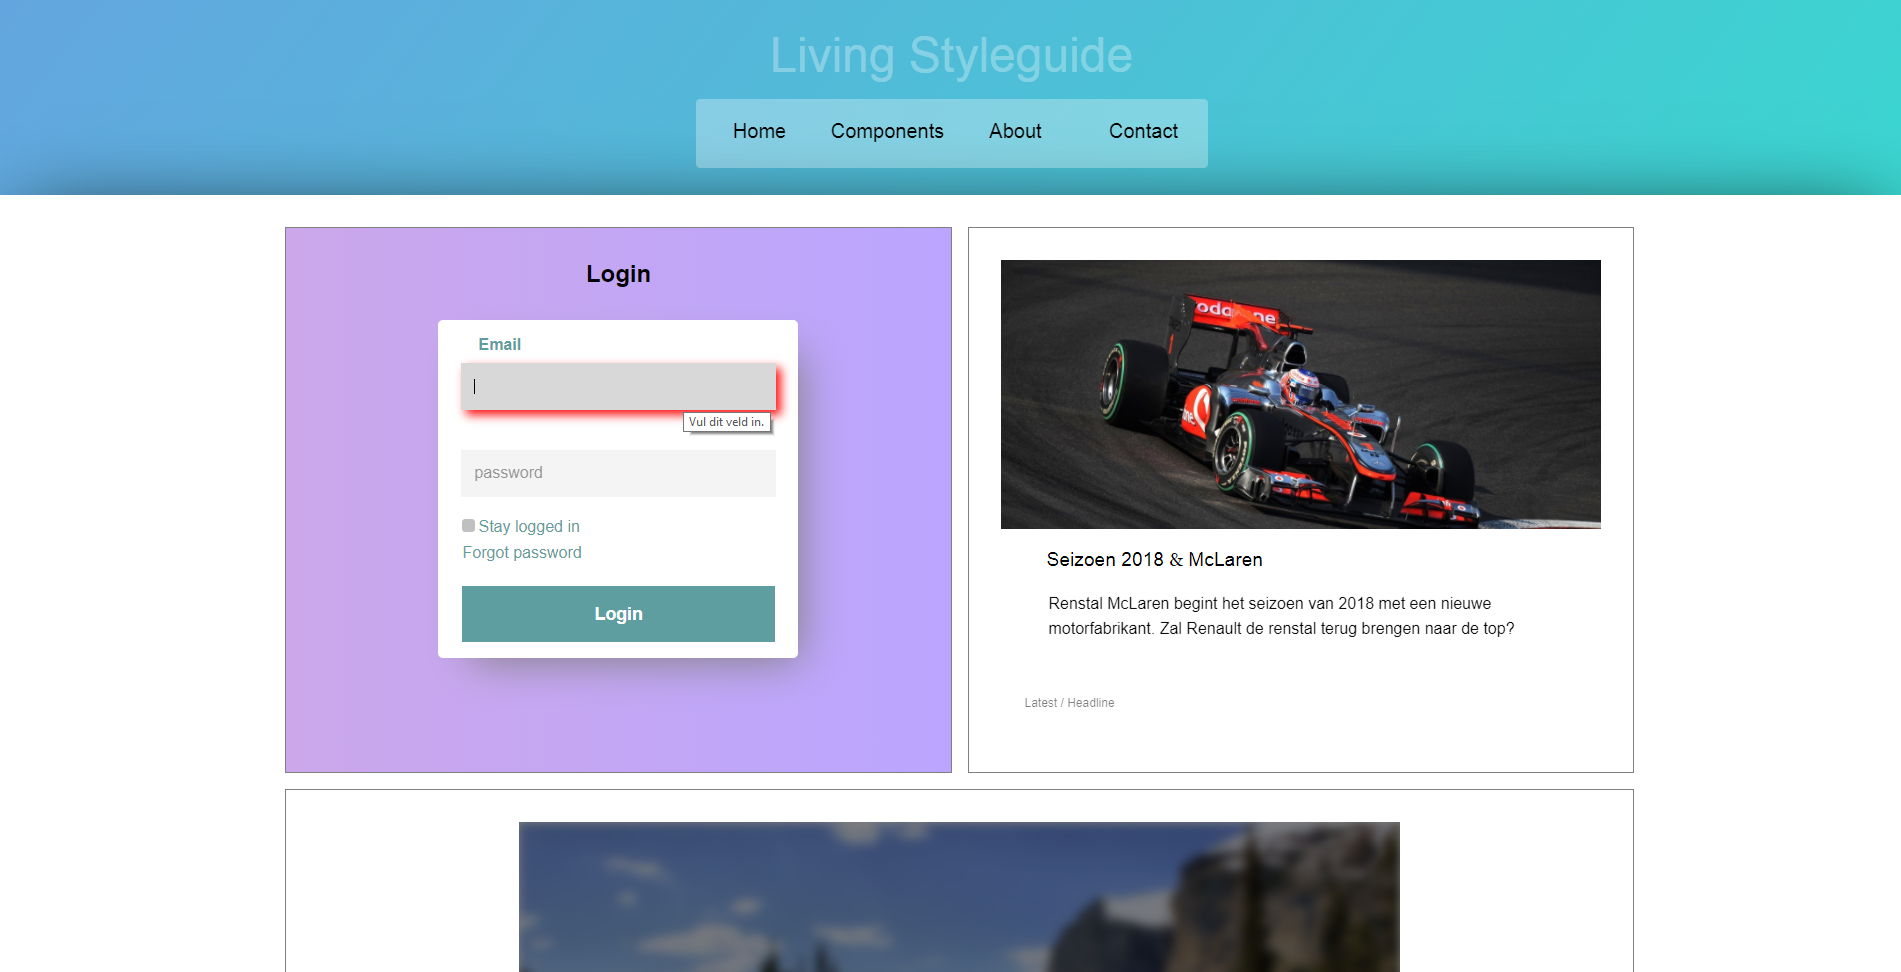 Living Styleguide
Home Components About Contact
Login
Email
Vul dit veld in.
password
Stay logged in
Forgot password
Login
Seizoen 2018 & McLaren
Renstal McLaren begint het seizoen van 2018 met een nieuwe
motorfabrikant. Zal Renault de renstal terug brengen naar de top?
Latest / Headline